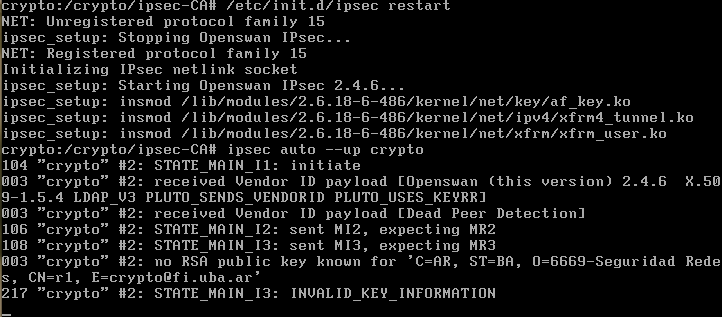 crypto:/crypto/ipsec-CA# /etc/init.d/ipsec restart
NET: Unregistered protocol family 15
ipsec_setup: Stopping Openswan IPsec...
NET: Registered protocol family 15
Initializing IPsec netlink socket
ipsec_setup: Starting Openswan IPsec 2.4.6...
ipsec_setup: insmod /lib/modules/2.6.18-6-486/kernel/net/key/af_key.ko
ipsec_setup: insmod /lib/modules/2.6.18-6-486/kernel/net/ipv4/xfrm4_tunnel.ko
ipsec_setup: insmod /lib/modules/2.6.18-6-486/kernel/net/xfrm/xfrm_user.ko
crypto:/crypto/ipsec-CA# ipsec auto --up crypto
104 "crypto" #2: STATE_MAIN_I1: initiate
003 "crypto" #2: received Vendor ID payload [Openswan (this version) 2.4.6  X.50
9-1.5.4 LDAP_V3 PLUTO_SENDS_VENDORID PLUTO_USES_KEYRR]
003 "crypto" #2: received Vendor ID payload [Dead Peer Detection]
106 "crypto" #2: STATE_MAIN_I2: sent MI2, expecting MR2
108 "crypto" #2: STATE_MAIN_I3: sent MI3, expecting MR3
003 "crypto" #2: no RSA public key known for 'C=AR, ST=BA, O=6669-Seguridad Rede
s, CN=r1, E=crypto@fi.uba.ar'
217 "crypto" #2: STATE_MAIN_I3: INVALID_KEY_INFORMATION